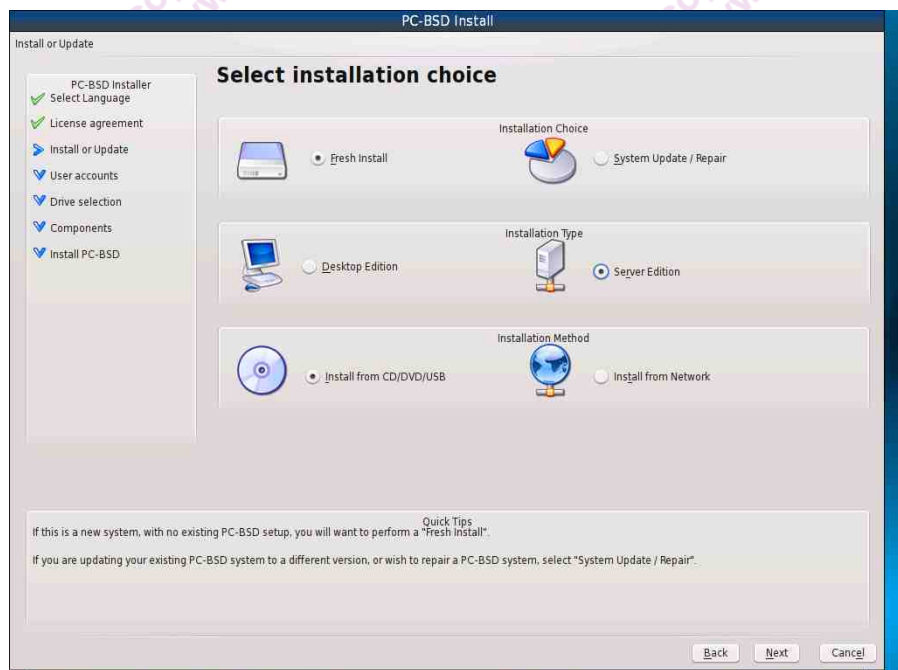 PC-BSD Install
Install or Update
PC-BSD Installer
Select Language
License agreement
Install or Update
User accounts
Drive selection
Components
Install PC-BSD
Select installation choice
Installation Choice
Fresh Install
System Update / Repair
Installation Type
Desktop Edition
Server Edition
Installation Method
Install from CD/DVD/USB
Install from Network
Quick Tips
If this is a new system, with no existing PC-BSD setup, you will want to perform a "Fresh Install".
If you are updating your existing PC-BSD system to a different version, or wish to repair a PC-BSD system, select "System Update / Repair".
Back Next Cancel